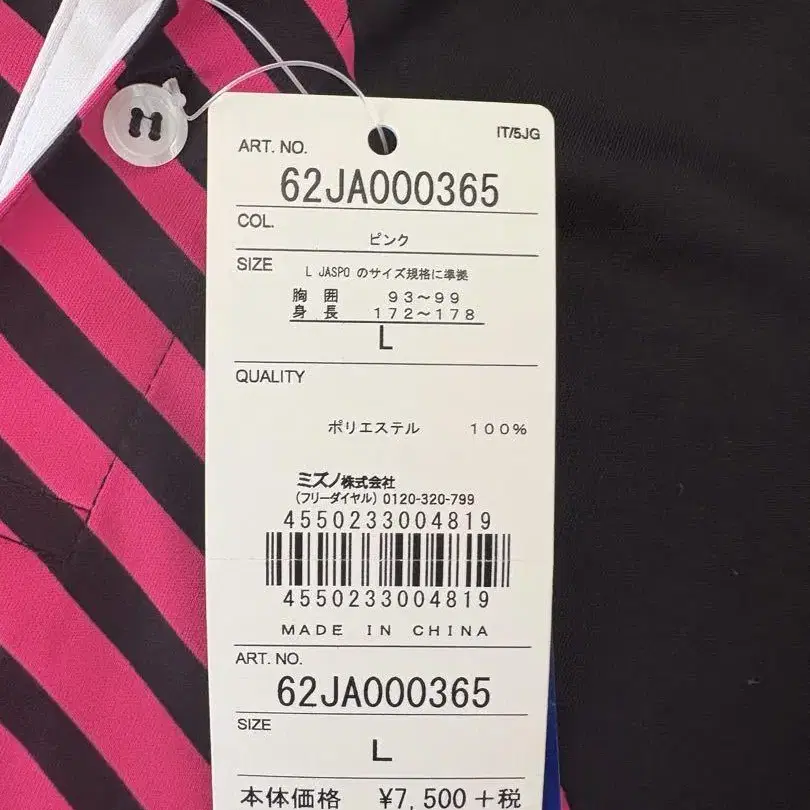 IT/5JG
ART. NO.
62JA000365
COL.
ピンク
SIZE
L JASPO のサイズ規格に準拠
胸 囲 93～99
身 長 172～178
L
QUALITY
ポリエステル 100%
ミズノ株式会社
(フリーダイヤル) 0120-320-799
4550233004819
4550233004819
MADE IN CHINA
ART. NO.
62JA000365
SIZE
L
本体価格 ¥7,500＋税